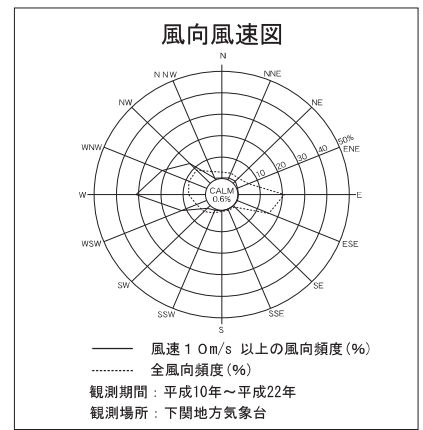 風向風速図
N
NNW
NNE
NW
NE
WNW
50%
ENE
10
20
30
40
W
CALM
0.6%
E
WSW
ESE
SW
SE
SSW
SSE
S
風速10m/s 以上の風向頻度(%)
全風向頻度(%)
観測期間：平成10年～平成22年
観測場所：下関地方気象台